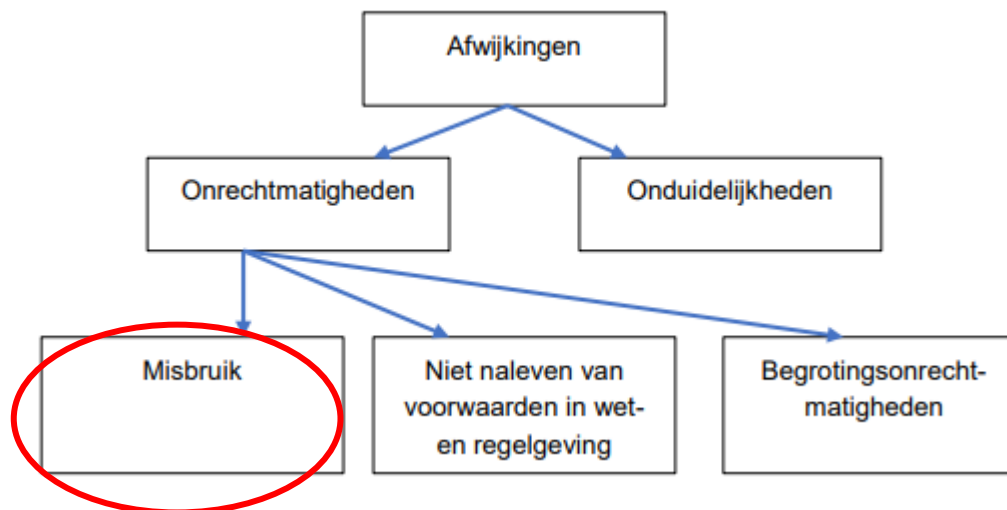 Afwijkingen
Onrechtmatigheden
Onduidelijkheden
Misbruik
Niet naleven van
voorwaarden in wet-
en regelgeving
Begrotingsonrecht-
matigheden